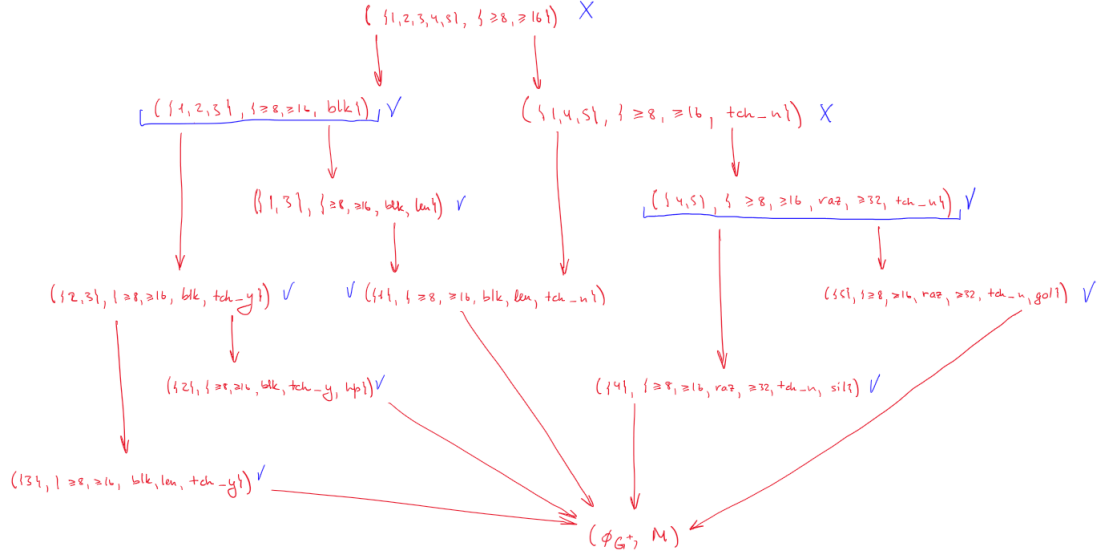 ( {1,2,3,4,5}, { ≥8, ≥16} ) X
( {1,2,3}, { ≥8, ≥16, blk} ) ✓
( {1,4,5}, { ≥8, ≥16, tch_n} ) X
({1,3}, { ≥8, ≥16, blk, len}) ✓
( {4,5}, { ≥8, ≥16, raz, ≥32, tch_n} ) ✓
({2,3}, { ≥8, ≥16, blk, tch_y}) ✓
✓ ({1}, { ≥8, ≥16, blk, len, tch_n})
({5}, { ≥8, ≥16, raz, ≥32, tch_n, gol}) ✓
({2}, { ≥8, ≥16, blk, tch_y, hp}) ✓
({4}, { ≥8, ≥16, raz, ≥32, tch_n, sil}) ✓
({3}, { ≥8, ≥16, blk, len, tch_y}) ✓
(ϕG+, M)